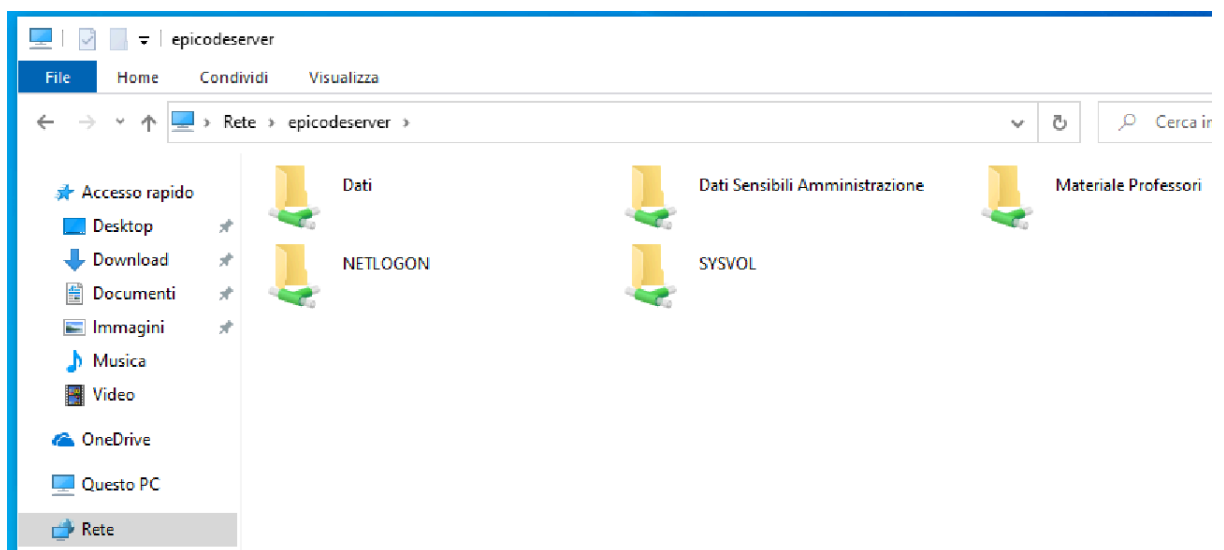 epicodeserver
File Home Condividi Visualizza
Rete epicodeserver
Cerca in
Accesso rapido
Desktop
Download
Documenti
Immagini
Musica
Video
OneDrive
Questo PC
Rete
Dati Dati Sensibili Amministrazione Materiale Professori
NETLOGON SYSVOL